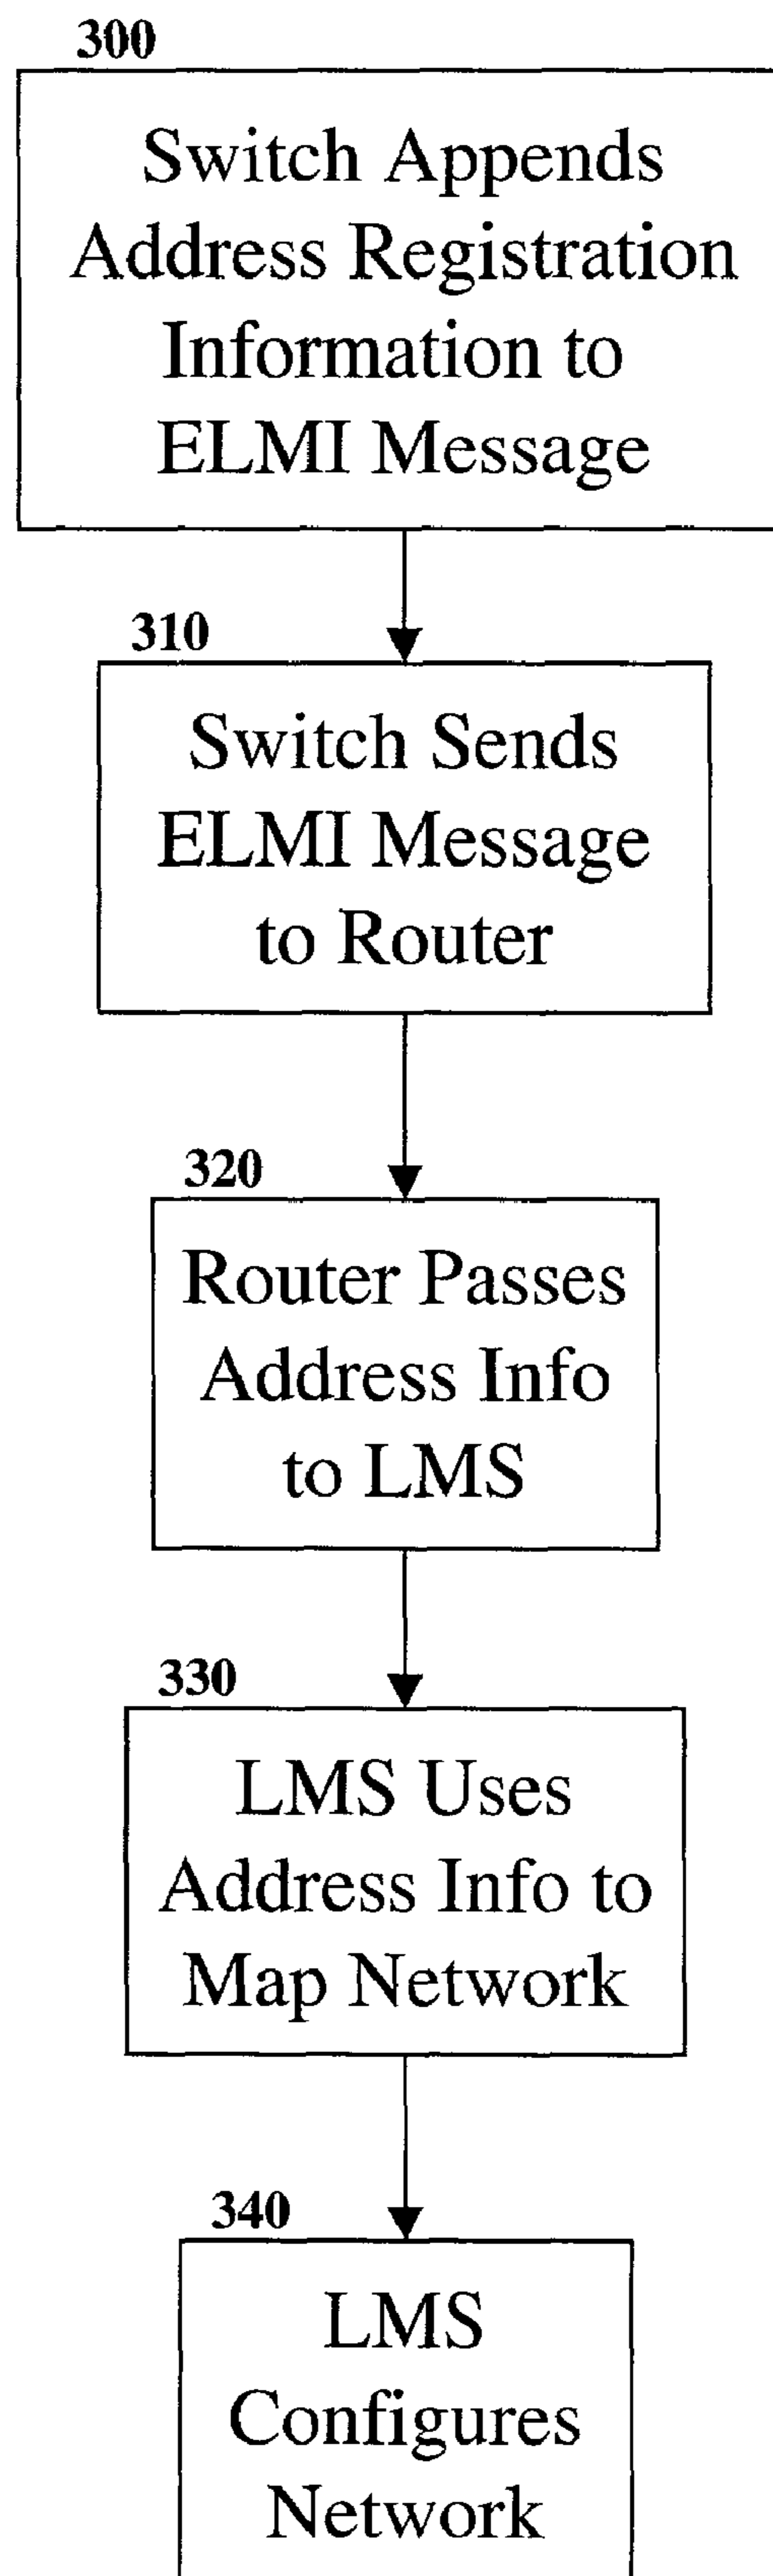 300
Switch Appends
Address Registration
Information to
ELMI Message
310
Switch Sends
ELMI Message
to Router
320
Router Passes
Address Info
to LMS
330
LMS Uses
Address Info to
Map Network
340
LMS
Configures
Network